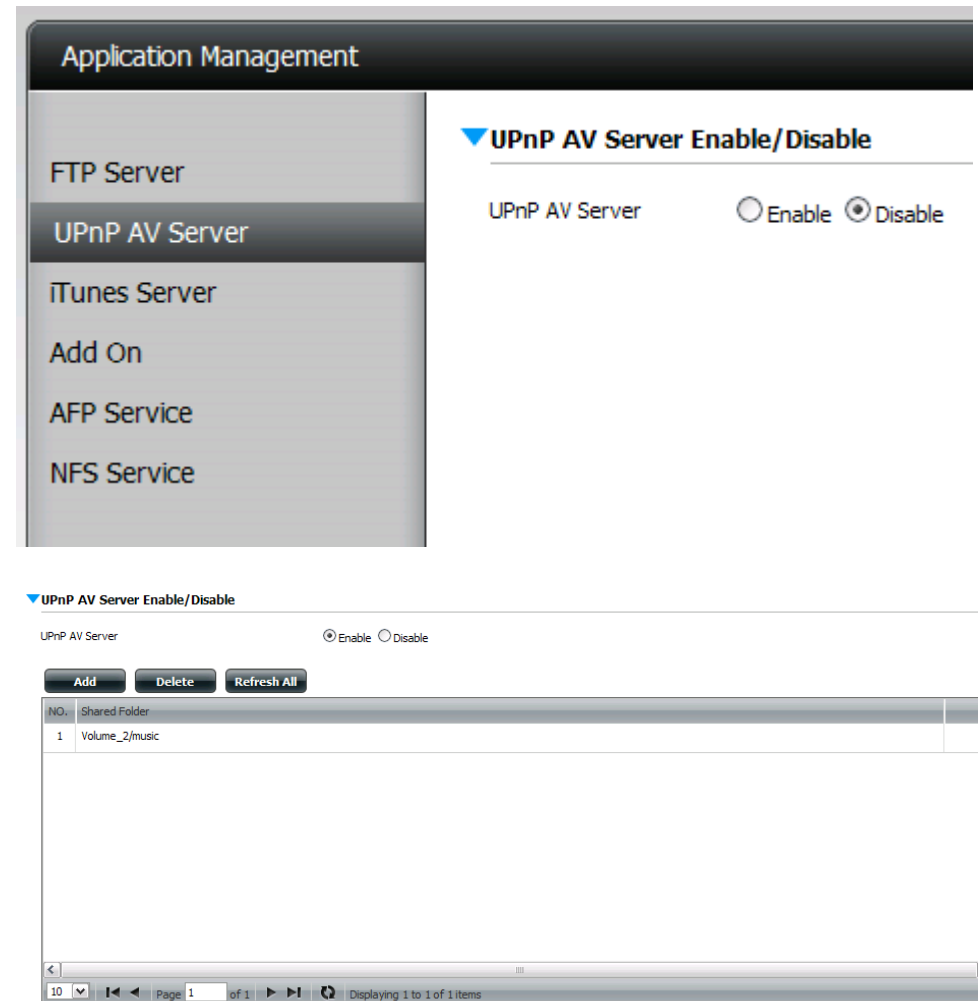 Application Management
FTP Server
UPnP AV Server
iTunes Server
Add On
AFP Service
NFS Service
UPnP AV Server Enable/Disable
UPnP AV Server Enable Disable
UPnP AV Server Enable/Disable
UPnP AV Server Enable Disable
Add Delete Refresh All
NO. Shared Folder
1 Volume_2/music
10 Page 1 of 1 Displaying 1 to 1 of 1 items